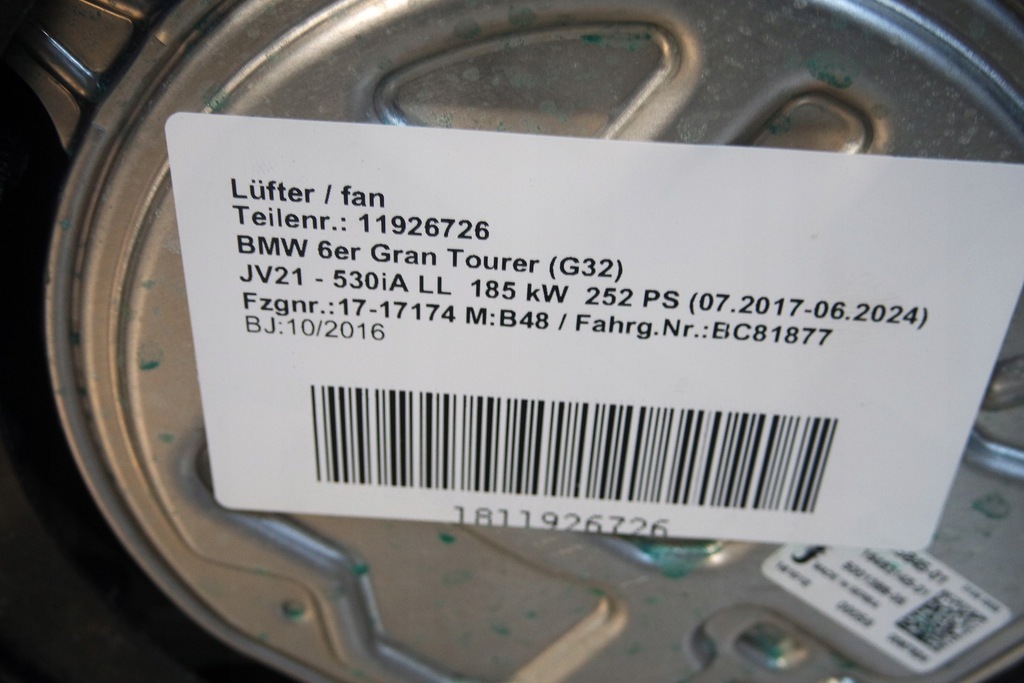 Lüfter / fan
Teilenr.: 11926726
BMW 6er Gran Tourer (G32)
JV21 - 530iA LL 185 kW 252 PS (07.2017-06.2024)
Fzgnr.:17-17174 M:B48 / Fahrg.Nr.:BC81877
BJ:10/2016
1811926726